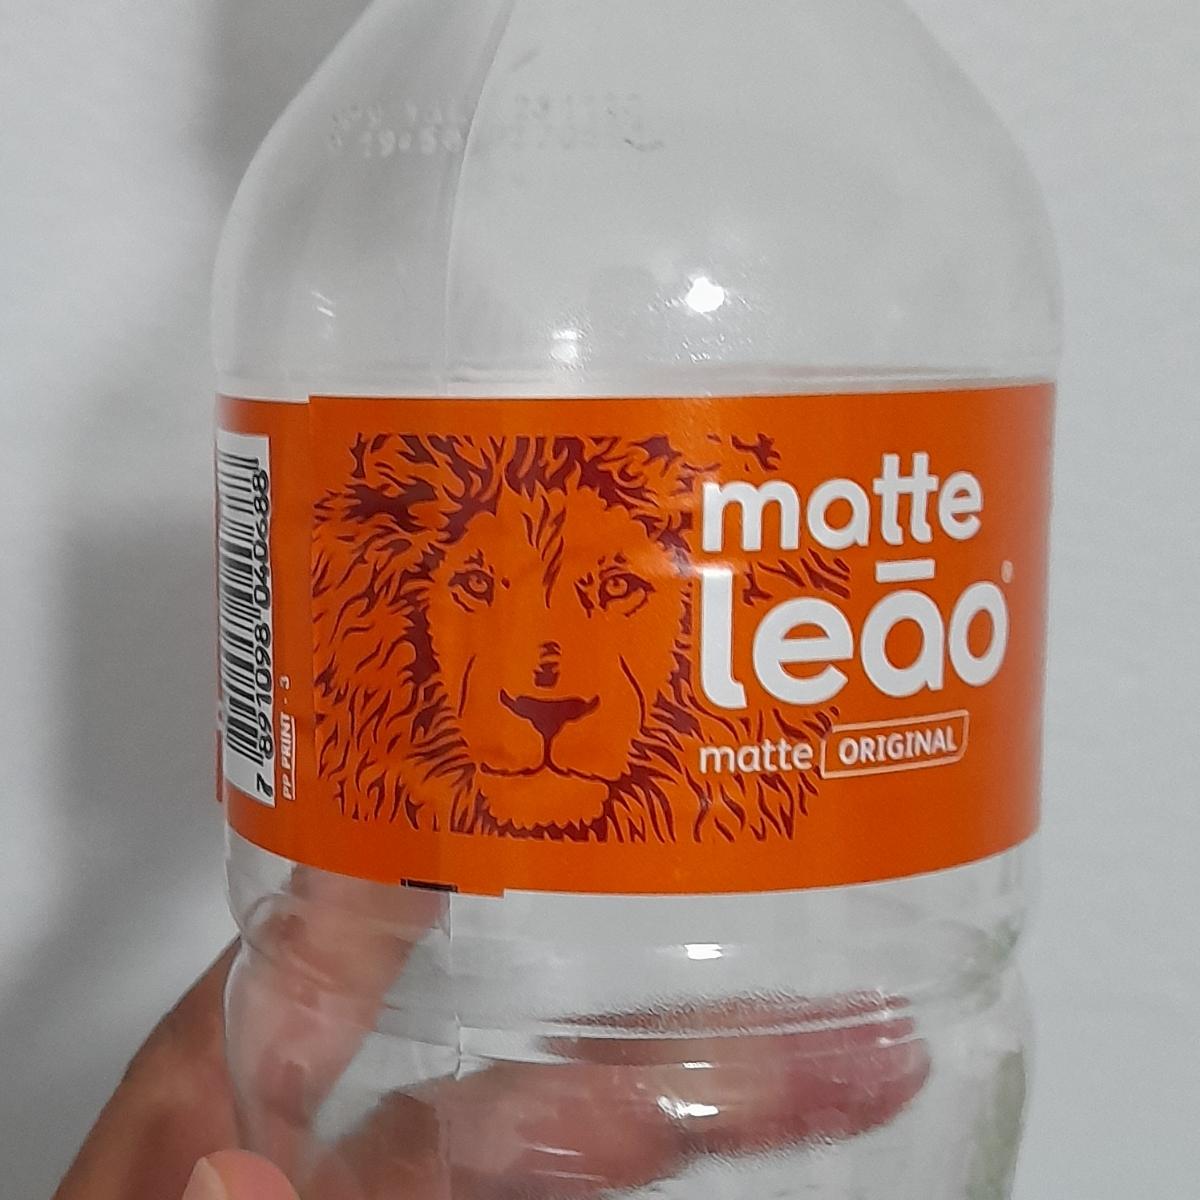 matte
leão
matte ORIGINAL
7 891098 040688
PP PRINT - 3